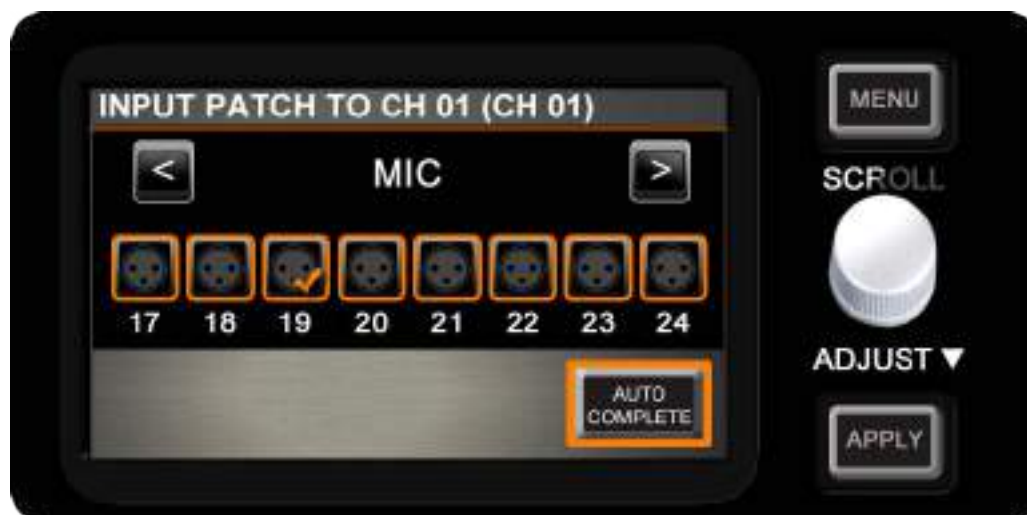 INPUT PATCH TO CH 01 (CH 01)
<
MIC
>
17 18 19 20 21 22 23 24
AUTO
COMPLETE
MENU
SCROLL
ADJUST ▼
APPLY